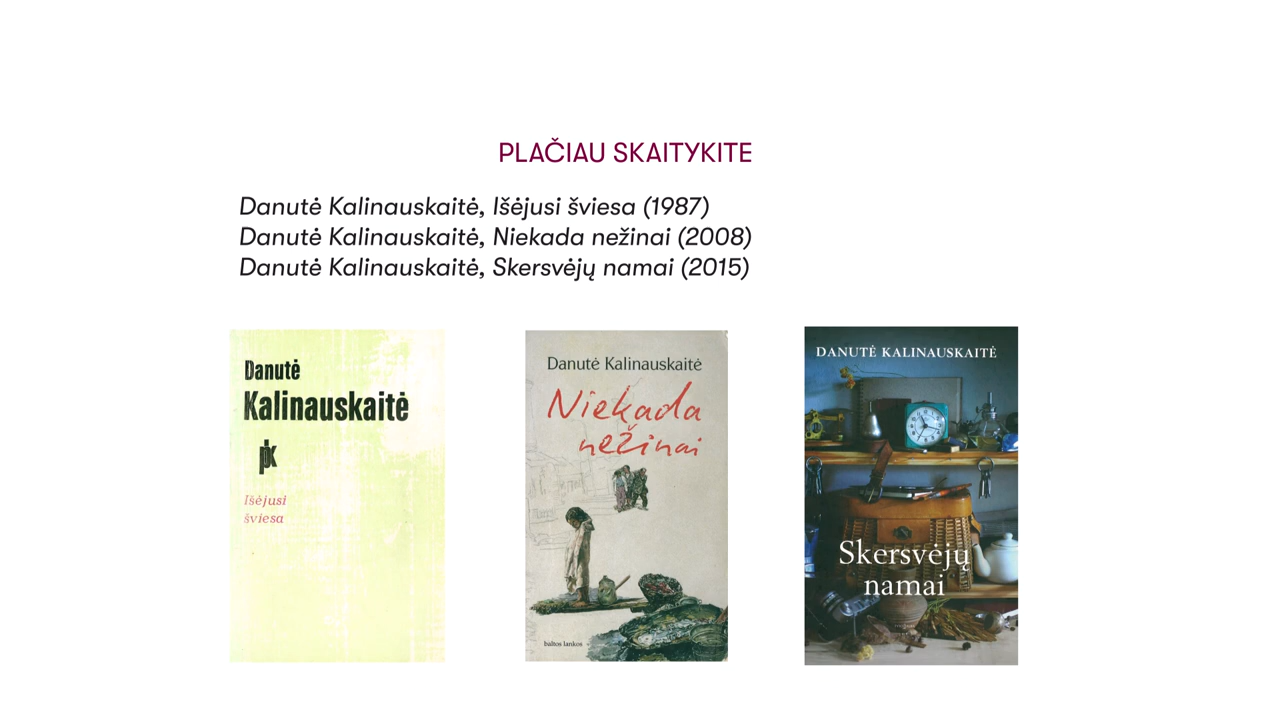 PLAČIAU SKAITYKITE
Danutė Kalinauskaitė, Išėjusi šviesa (1987)
Danutė Kalinauskaitė, Niekada nežinai (2008)
Danutė Kalinauskaitė, Skersvėjų namai (2015)
Danutė
Kalinauskaitė
pk
Išėjusi
šviesa
Danutė Kalinauskaitė
Niekada
nežinai
baltos lankos
DANUTĖ KALINAUSKAITĖ
Skersvėjų
namai